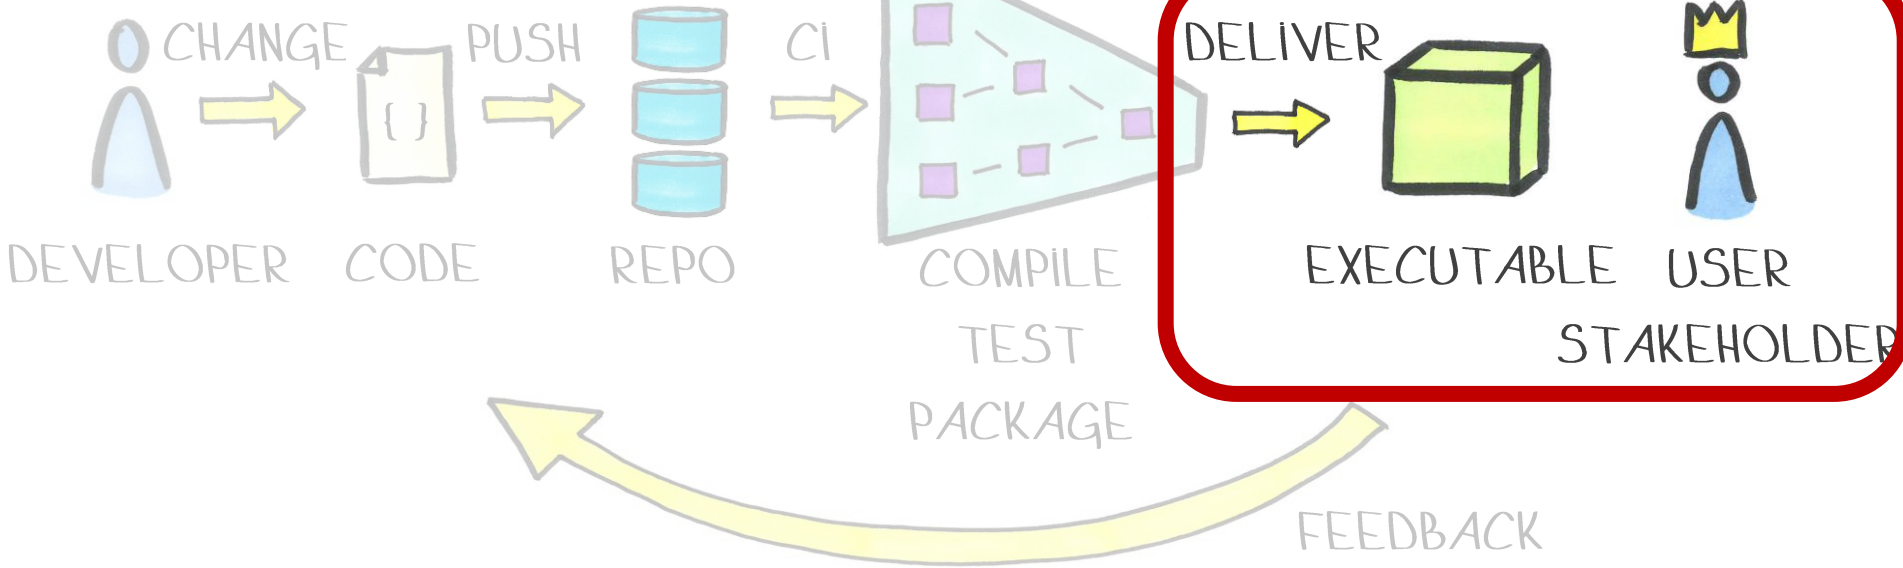 CHANGE PUSH Ci DELiVER
{ }
DEVELOPER CODE REPO COMPiLE EXECUTABLE USER
TEST STAKEHOLDER
PACKAGE
FEEDBACK